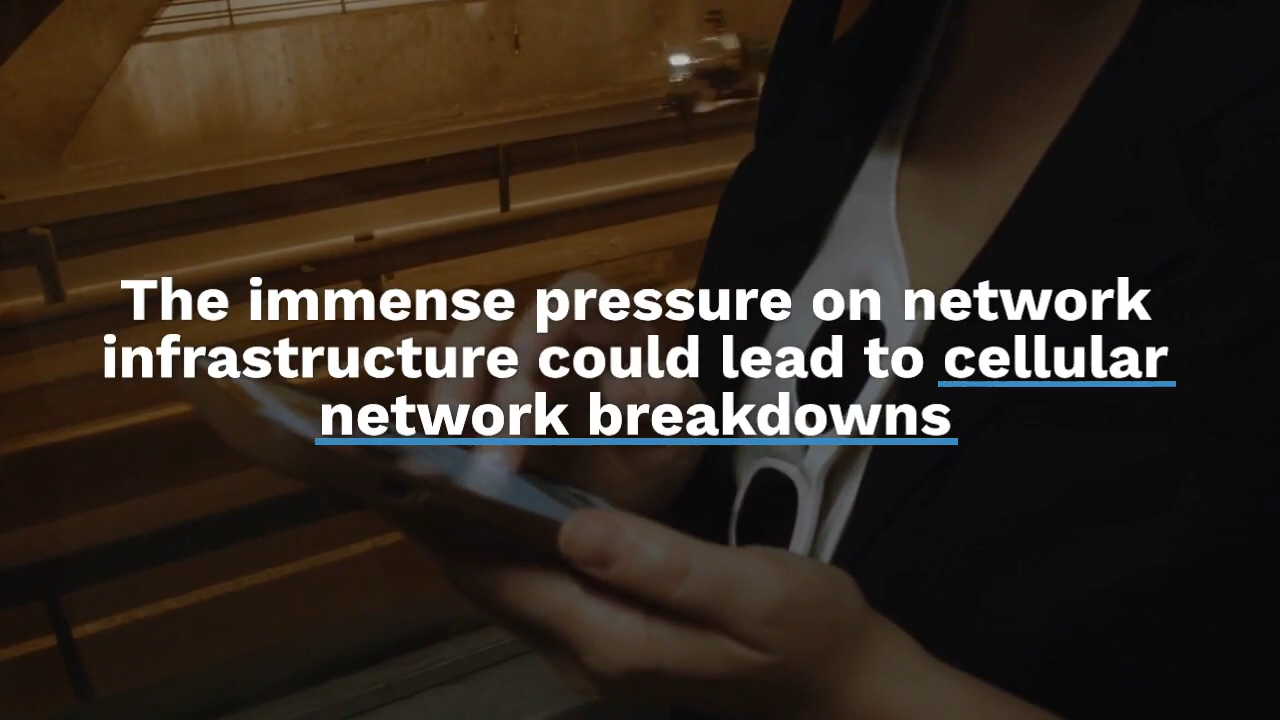 The immense pressure on network
infrastructure could lead to cellular
network breakdowns